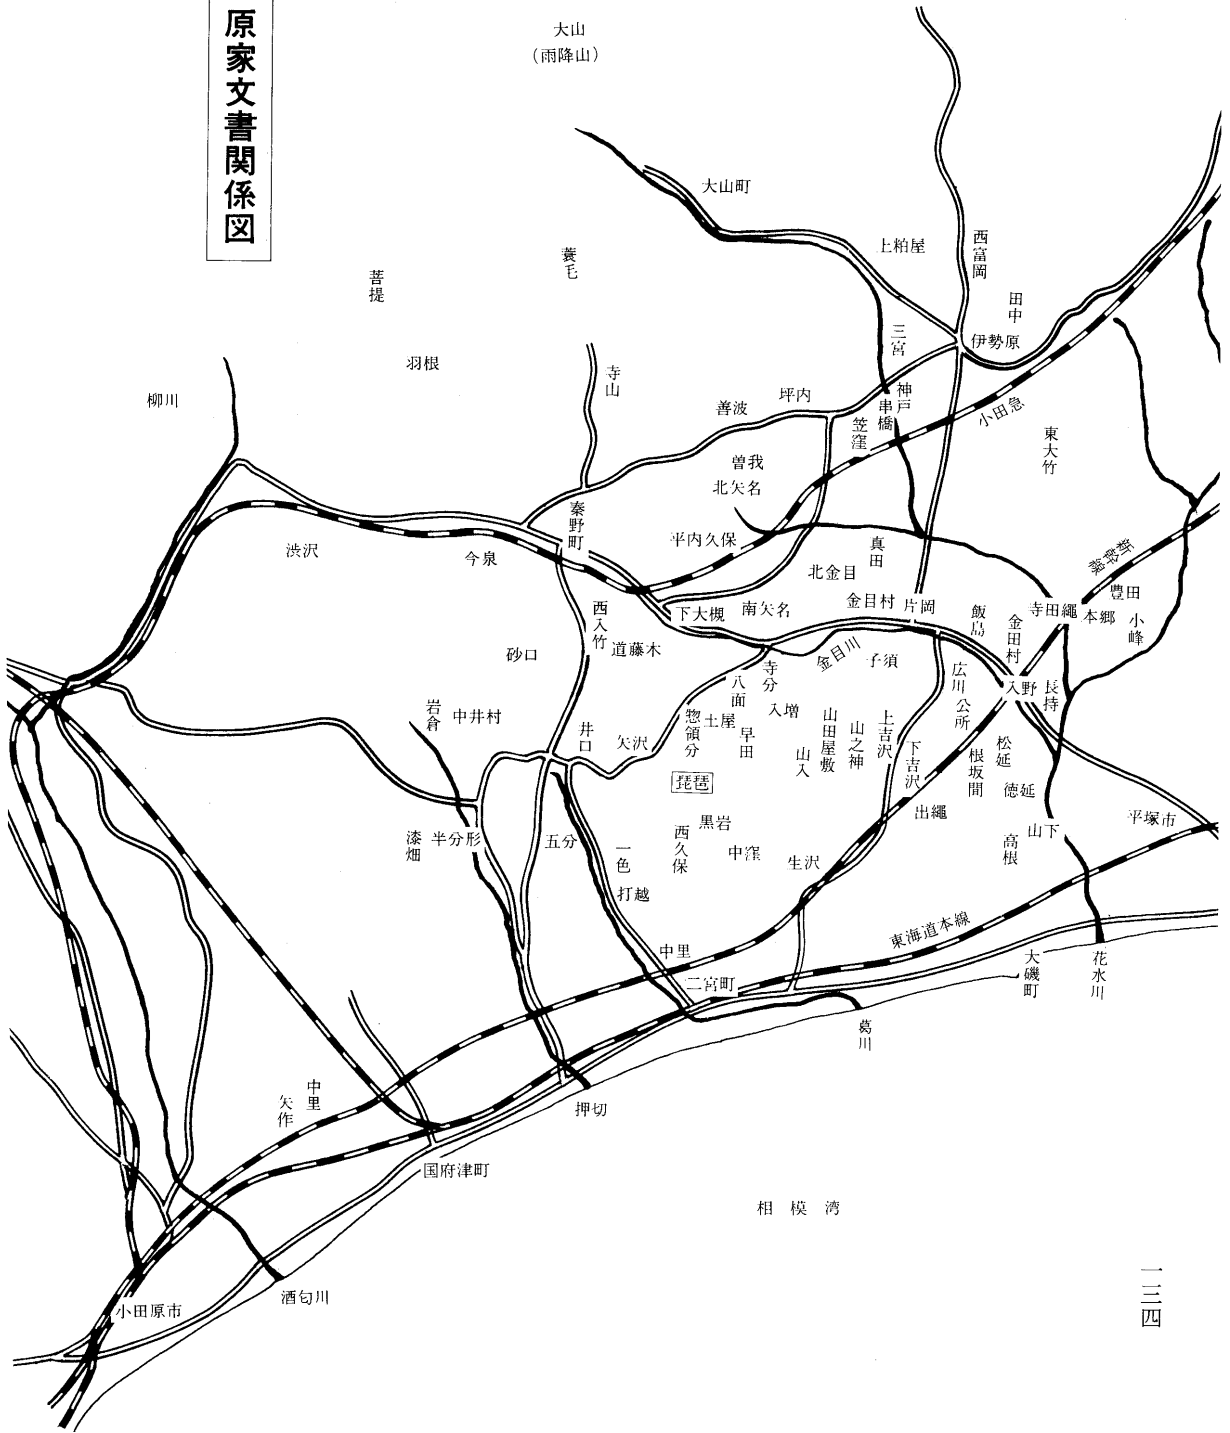 原家文書関係図
大山
(雨降山)
大山町
上粕屋
西富岡
蓑毛
菩提
田中
伊勢原
三宮
羽根
寺山
柳川
坪内
善波
神戸
串橋
笠窪
小田急
東大竹
曽我
北矢名
秦野町
平内久保
新幹線
渋沢
今泉
真田
北金目
豊田
西入竹
下大槻
南矢名
金目村
片岡
飯島
金田村
寺田縄
本郷
小峰
道藤木
砂口
金目川
子須
寺分
八面
広川
公所
入野
長持
岩倉
中井村
井口
矢沢
惣領分
土屋
早田
入増
山入
山田屋敷
山之神
上吉沢
下吉沢
根坂間
松延
徳延
琵琶
出縄
平塚市
漆畑
半分形
五分
一色
西久保
黒岩
中窪
生沢
高根
山下
打越
中里
東海道本線
二宮町
大磯町
花水川
葛川
中里
矢作
押切
国府津町
相模湾
酒匂川
小田原市
一三四